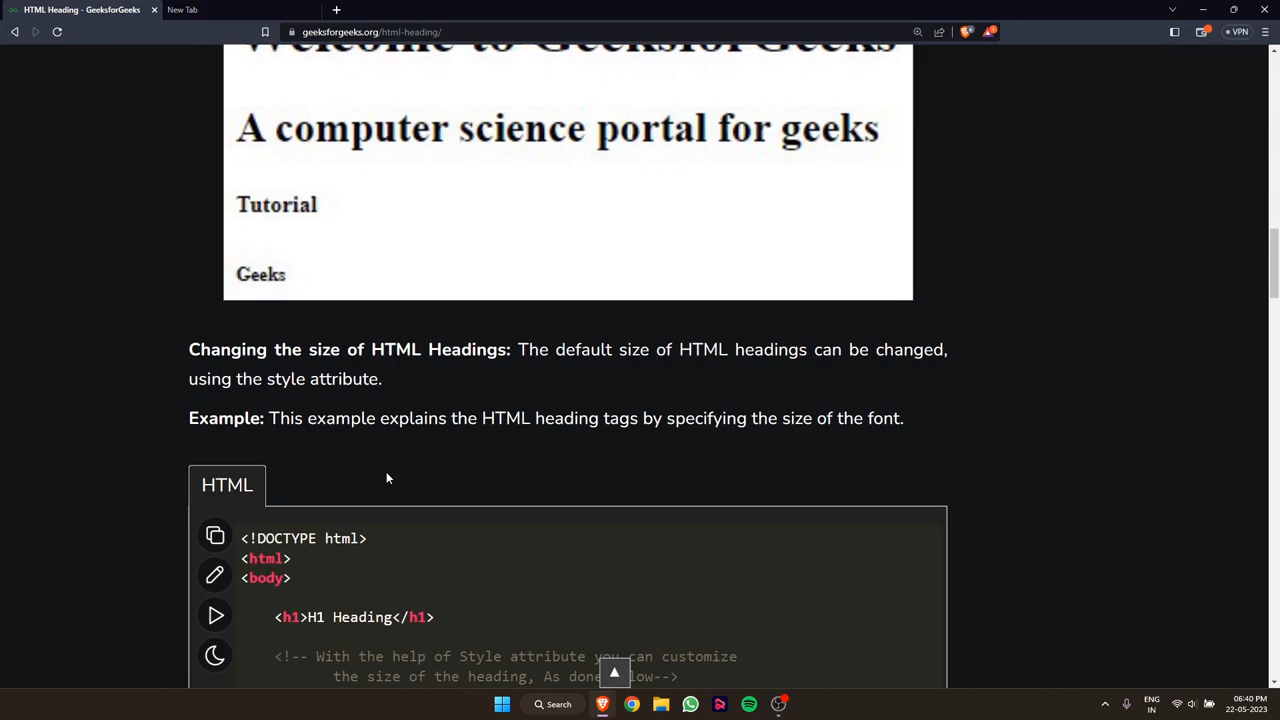 HTML Heading - GeeksforGeeks
New Tab
geeksforgeeks.org/html-heading/
VPN
Welcome to GeeksforGeeks
A computer science portal for geeks
Tutorial
Geeks
Changing the size of HTML Headings: The default size of HTML headings can be changed,
using the style attribute.
Example: This example explains the HTML heading tags by specifying the size of the font.
HTML
<!DOCTYPE html>
<html>
<body>
<h1>H1 Heading</h1>
<!-- With the help of Style attribute you can customize
the size of the heading, As done low-->
Search
ENG
IN
06:40 PM
22-05-2023